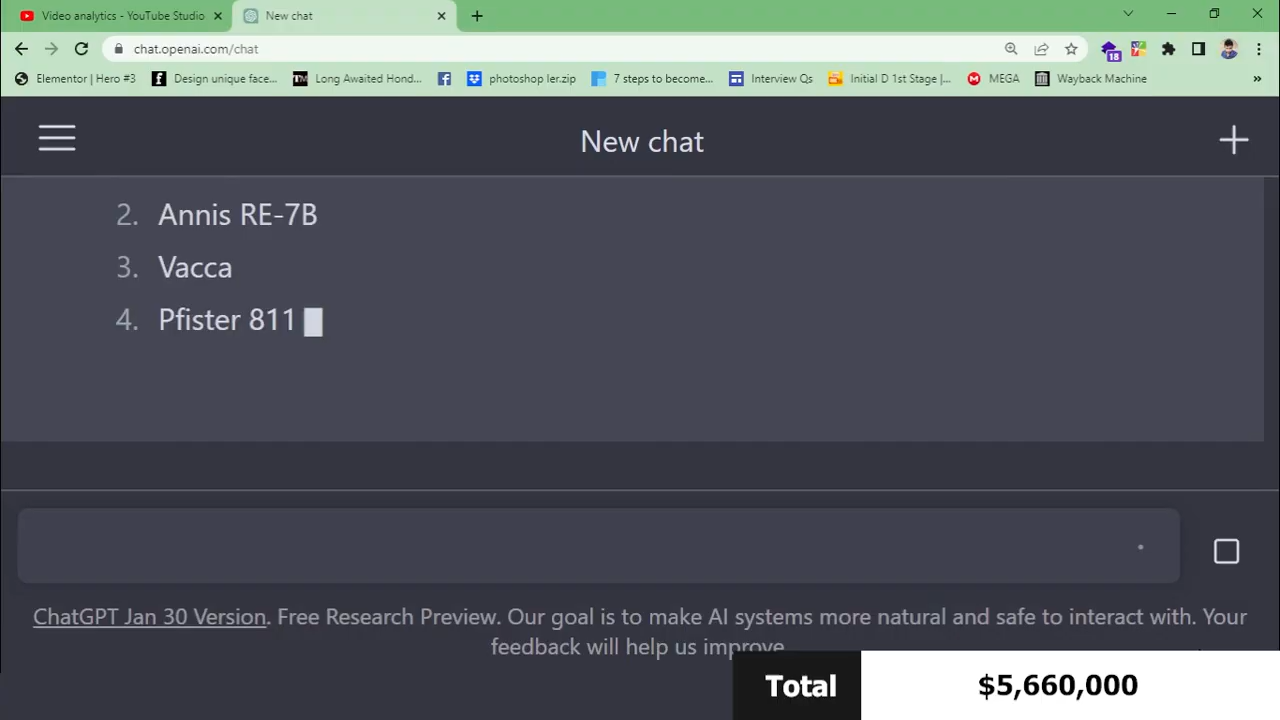 Video analytics - YouTube Studio
New chat
chat.openai.com/chat
18
Elementor | Hero #3
Design unique face...
TM Long Awaited Hond...
photoshop ler.zip
7 steps to become...
Interview Qs
Initial D 1st Stage |...
MEGA
Wayback Machine
»
New chat
2. Annis RE-7B
3. Vacca
4. Pfister 811
ChatGPT Jan 30 Version. Free Research Preview. Our goal is to make AI systems more natural and safe to interact with. Your
feedback will help us improve.
Total $5,660,000